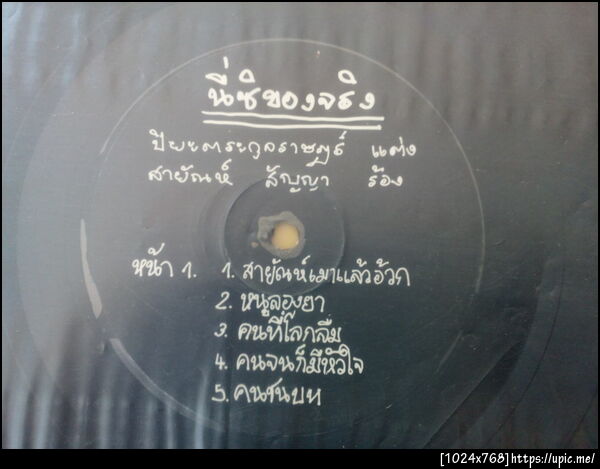 นี่ซิของจริง
ปิยะตระกูลราษฎร์ แต่ง
สายัณห์ สัญญา ร้อง
หน้า 1. 1. สายัณห์เมาแล้วอ้วก
2. หนูลองยา
3. คนที่โลกลืม
4. คนจนก็มีหัวใจ
5. คนชนบท
[1024x768]https://upic.me/